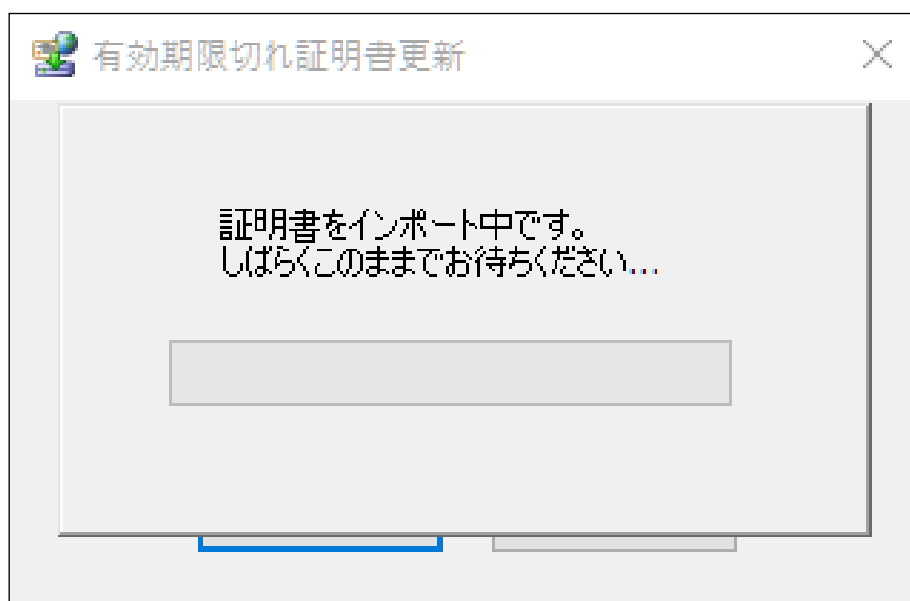 有効期限切れ証明書更新
証明書をインポート中です。
しばらくこのままでお待ちください...